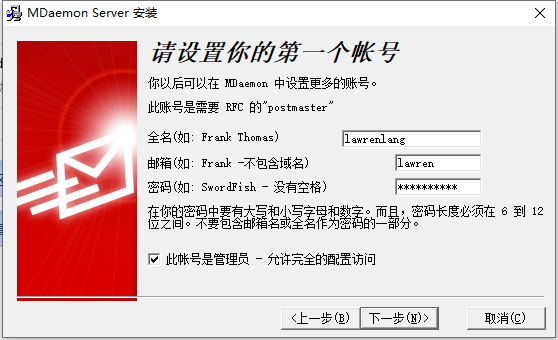 MDaemon Server 安装
请设置你的第一个帐号
你以后可以在 MDaemon 中设置更多的账号。
此账号是需要 RFC 的"postmaster"
全名(如: Frank Thomas)
lawrenlang
邮箱(如: Frank -不包含域名)
lawren
密码(如: SwordFish - 没有空格)
**********
在你的密码中要有大写和小写字母和数字。而且，密码长度必须在 6 到 12
位之间。不要包含邮箱名或全名作为密码的一部分。
此帐号是管理员 - 允许完全的配置访问
<上一步(B) 下一步(N)> 取消(C)